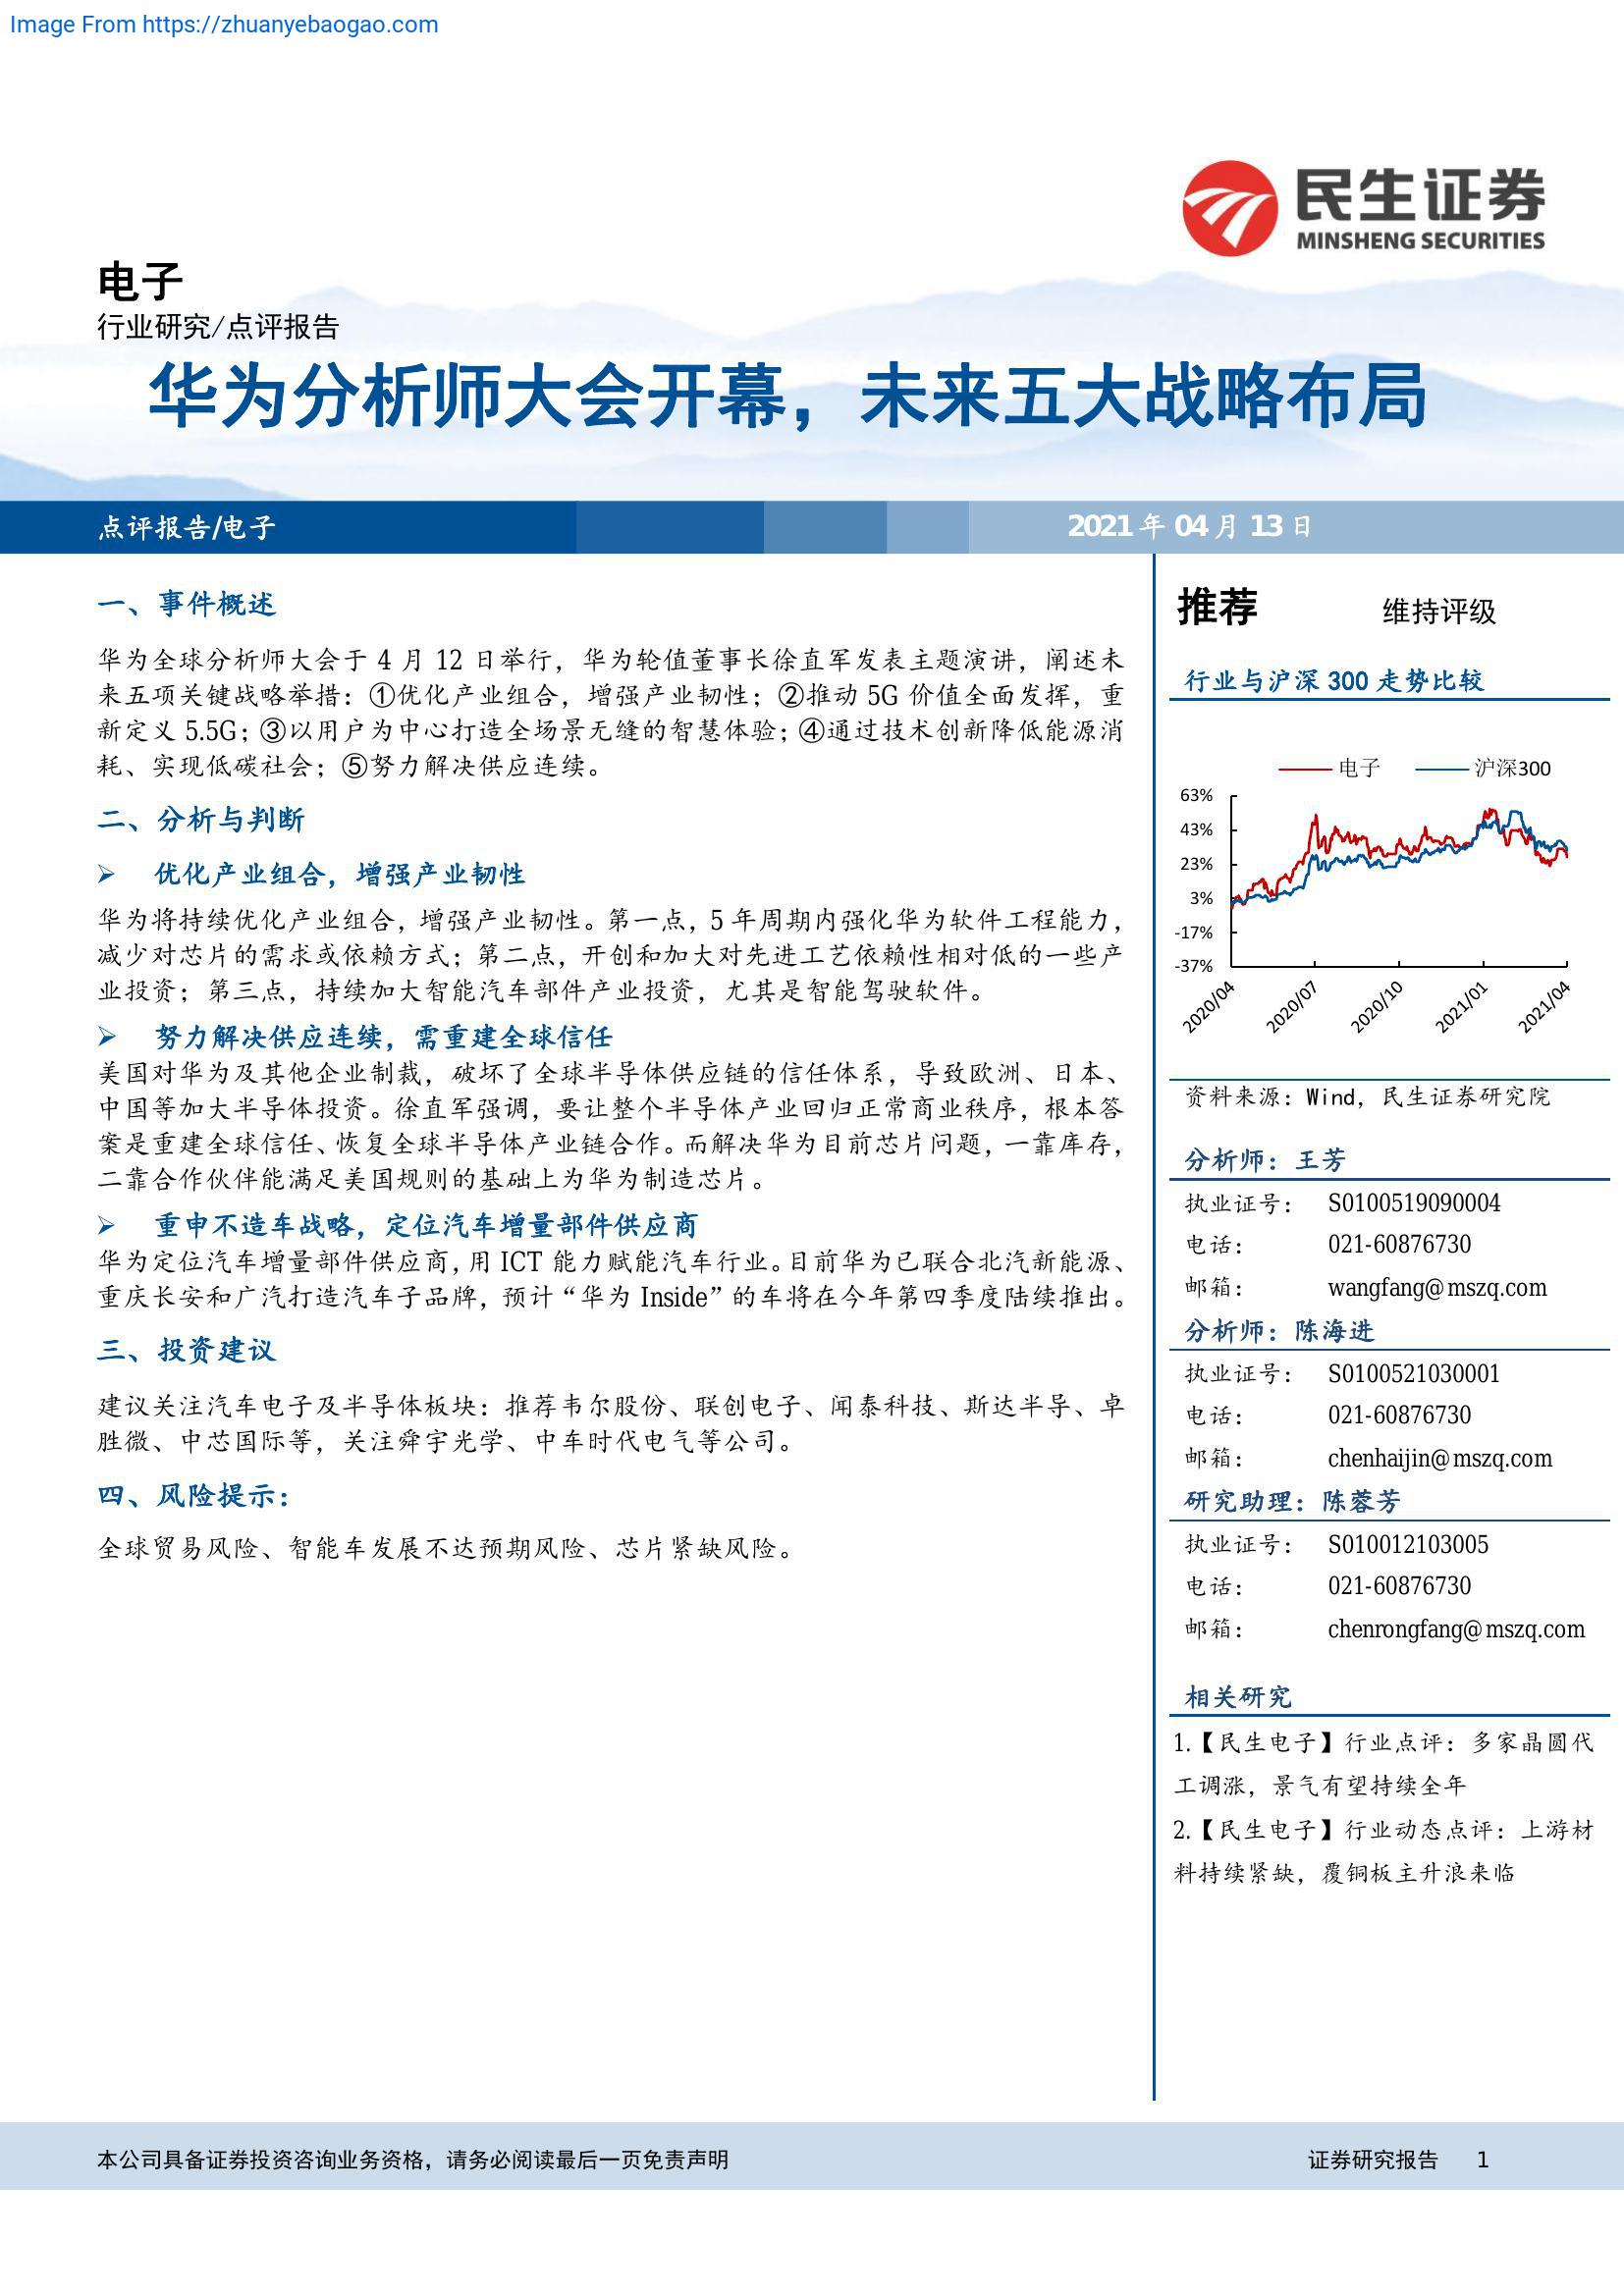 Image From https://zhuanyebaogao.com
民生证券
MINSHENG SECURITIES
电子
行业研究/点评报告
华为分析师大会开幕，未来五大战略布局
点评报告/电子
2021 年 04 月 13 日
一、事件概述
华为全球分析师大会于 4 月 12 日举行，华为轮值董事长徐直军发表主题演讲，阐述未
来五项关键战略举措：①优化产业组合，增强产业韧性；②推动 5G 价值全面发挥，重
新定义 5.5G；③以用户为中心打造全场景无缝的智慧体验；④通过技术创新降低能源消
耗、实现低碳社会；⑤努力解决供应连续。
二、分析与判断
➢ 优化产业组合，增强产业韧性
华为将持续优化产业组合，增强产业韧性。第一点，5 年周期内强化华为软件工程能力，
减少对芯片的需求或依赖方式；第二点，开创和加大对先进工艺依赖性相对低的一些产
业投资；第三点，持续加大智能汽车部件产业投资，尤其是智能驾驶软件。
➢ 努力解决供应连续，需重建全球信任
美国对华为及其他企业制裁，破坏了全球半导体供应链的信任体系，导致欧洲、日本、
中国等加大半导体投资。徐直军强调，要让整个半导体产业回归正常商业秩序，根本答
案是重建全球信任、恢复全球半导体产业链合作。而解决华为目前芯片问题，一靠库存，
二靠合作伙伴能满足美国规则的基础上为华为制造芯片。
➢ 重申不造车战略，定位汽车增量部件供应商
华为定位汽车增量部件供应商，用 ICT 能力赋能汽车行业。目前华为已联合北汽新能源、
重庆长安和广汽打造汽车子品牌，预计“华为 Inside”的车将在今年第四季度陆续推出。
三、投资建议
建议关注汽车电子及半导体板块：推荐韦尔股份、联创电子、闻泰科技、斯达半导、卓
胜微、中芯国际等，关注舜宇光学、中车时代电气等公司。
四、风险提示：
全球贸易风险、智能车发展不达预期风险、芯片紧缺风险。
推荐 维持评级
行业与沪深 300 走势比较
电子 沪深300
63%
43%
23%
3%
-17%
-37%
2020/04 2020/07 2020/10 2021/01 2021/04
资料来源：Wind，民生证券研究院
分析师：王芳
执业证号： S0100519090004
电话： 021-60876730
邮箱： wangfang@mszq.com
分析师：陈海进
执业证号： S0100521030001
电话： 021-60876730
邮箱： chenhaijin@mszq.com
研究助理：陈蓉芳
执业证号： S010012103005
电话： 021-60876730
邮箱： chenrongfang@mszq.com
相关研究
1.【民生电子】行业点评：多家晶圆代
工调涨，景气有望持续全年
2.【民生电子】行业动态点评：上游材
料持续紧缺，覆铜板主升浪来临
本公司具备证券投资咨询业务资格，请务必阅读最后一页免责声明
证券研究报告 1